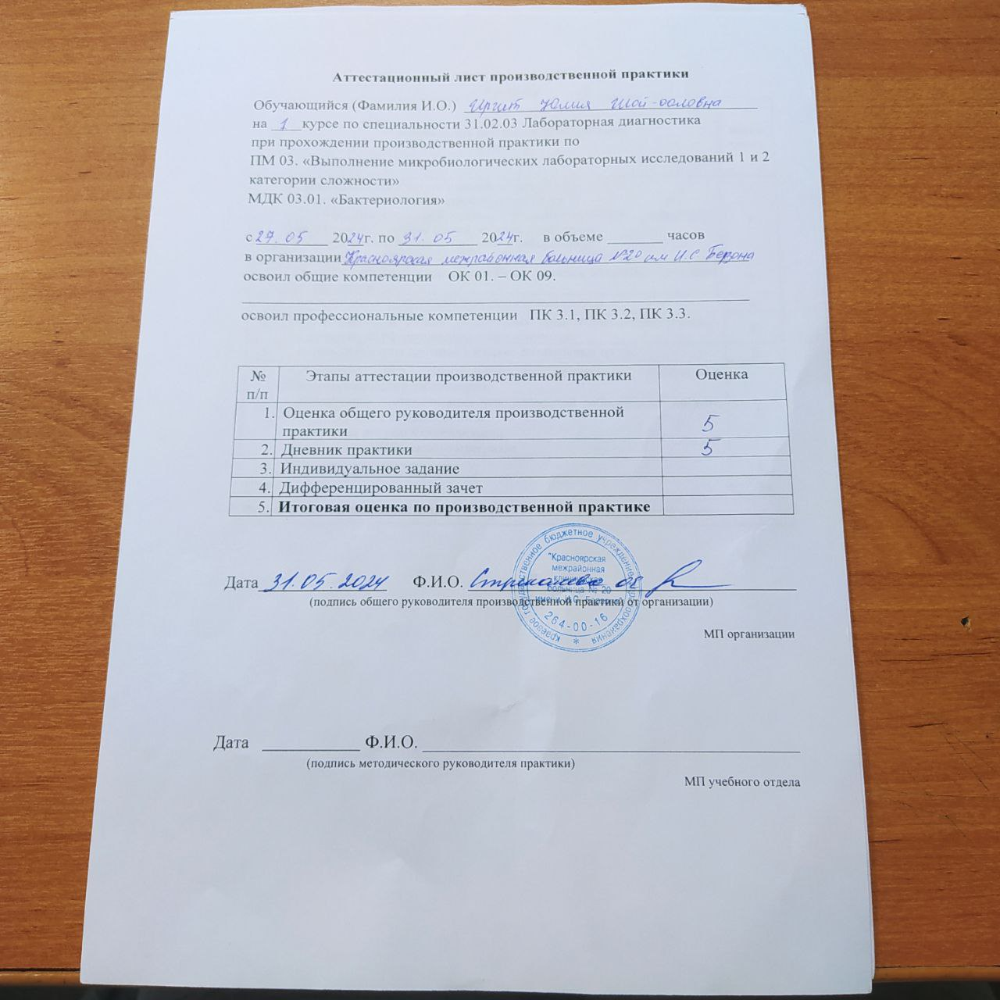 Аттестационный лист производственной практики
Обучающийся (Фамилия И.О.) Иргит Юлия Шой-ооловна
на 1 курсе по специальности 31.02.03 Лабораторная диагностика
при прохождении производственной практики по
ПМ 03. «Выполнение микробиологических лабораторных исследований 1 и 2
категории сложности»
МДК 03.01. «Бактериология»
с 27. 05 2024г. по 31. 05 2024г. в объеме ________ часов
в организации Красноярская межрайонная больница №20 им И.С Берзона
освоил общие компетенции ОК 01. – ОК 09.
освоил профессиональные компетенции ПК 3.1, ПК 3.2, ПК 3.3.
№ п/п Этапы аттестации производственной практики Оценка
1. Оценка общего руководителя производственной
практики 5
2. Дневник практики 5
3. Индивидуальное задание
4. Дифференцированный зачет
5. Итоговая оценка по производственной практике
Дата 31.05.2024 Ф.И.О.
(подпись общего руководителя производственной практики от организации)
краевое государственное бюджетное учреждение здравоохранения
"Красноярская
межрайонная
клиническая
больница № 20
имени И.С. Берзона"
264-00-16
МП организации
Дата ____________ Ф.И.О. ____________
(подпись методического руководителя практики)
МП учебного отдела